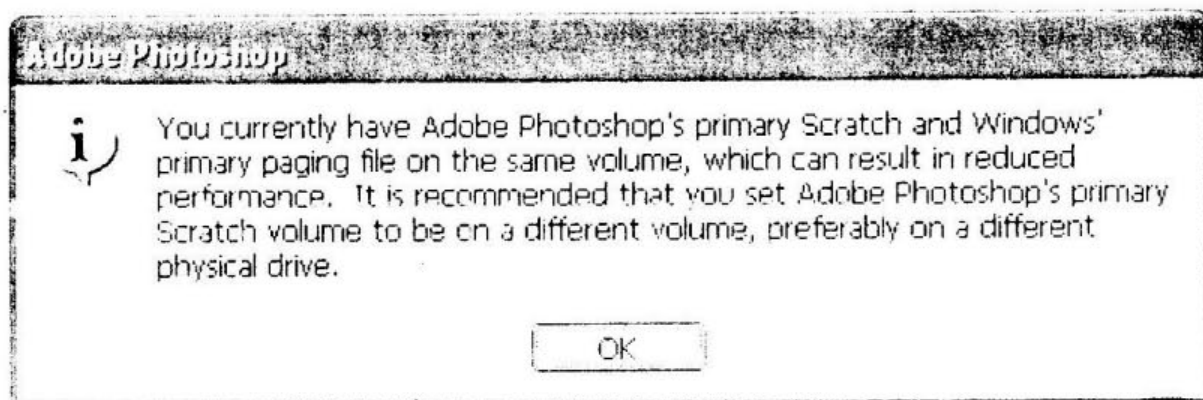 Adobe Photoshop
You currently have Adobe Photoshop's primary Scratch and Windows'
primary paging file on the same volume, which can result in reduced
performance.  It is recommended that you set Adobe Photoshop's primary
Scratch volume to be on a different volume, preferably on a different
physical drive.
OK